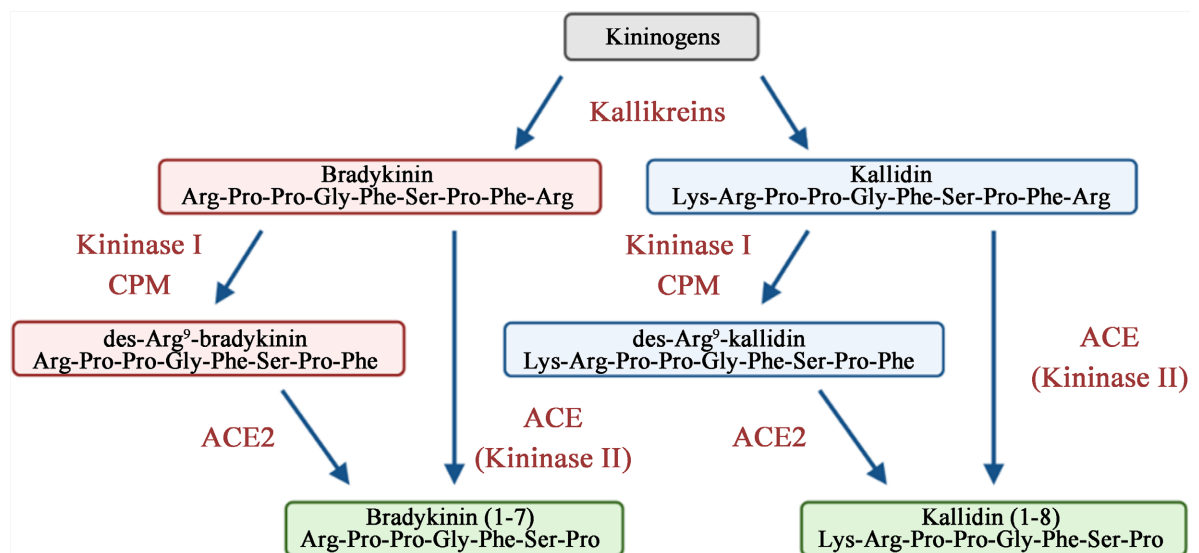 Kininogens
Kallikreins
Bradykinin
Arg-Pro-Pro-Gly-Phe-Ser-Pro-Phe-Arg
Kallidin
Lys-Arg-Pro-Pro-Gly-Phe-Ser-Pro-Phe-Arg
Kininase I
CPM
Kininase I
CPM
des-Arg⁹-bradykinin
Arg-Pro-Pro-Gly-Phe-Ser-Pro-Phe
des-Arg⁹-kallidin
Lys-Arg-Pro-Pro-Gly-Phe-Ser-Pro-Phe
ACE
(Kininase II)
ACE2
ACE
(Kininase II)
ACE2
Bradykinin (1-7)
Arg-Pro-Pro-Gly-Phe-Ser-Pro
Kallidin (1-8)
Lys-Arg-Pro-Pro-Gly-Phe-Ser-Pro